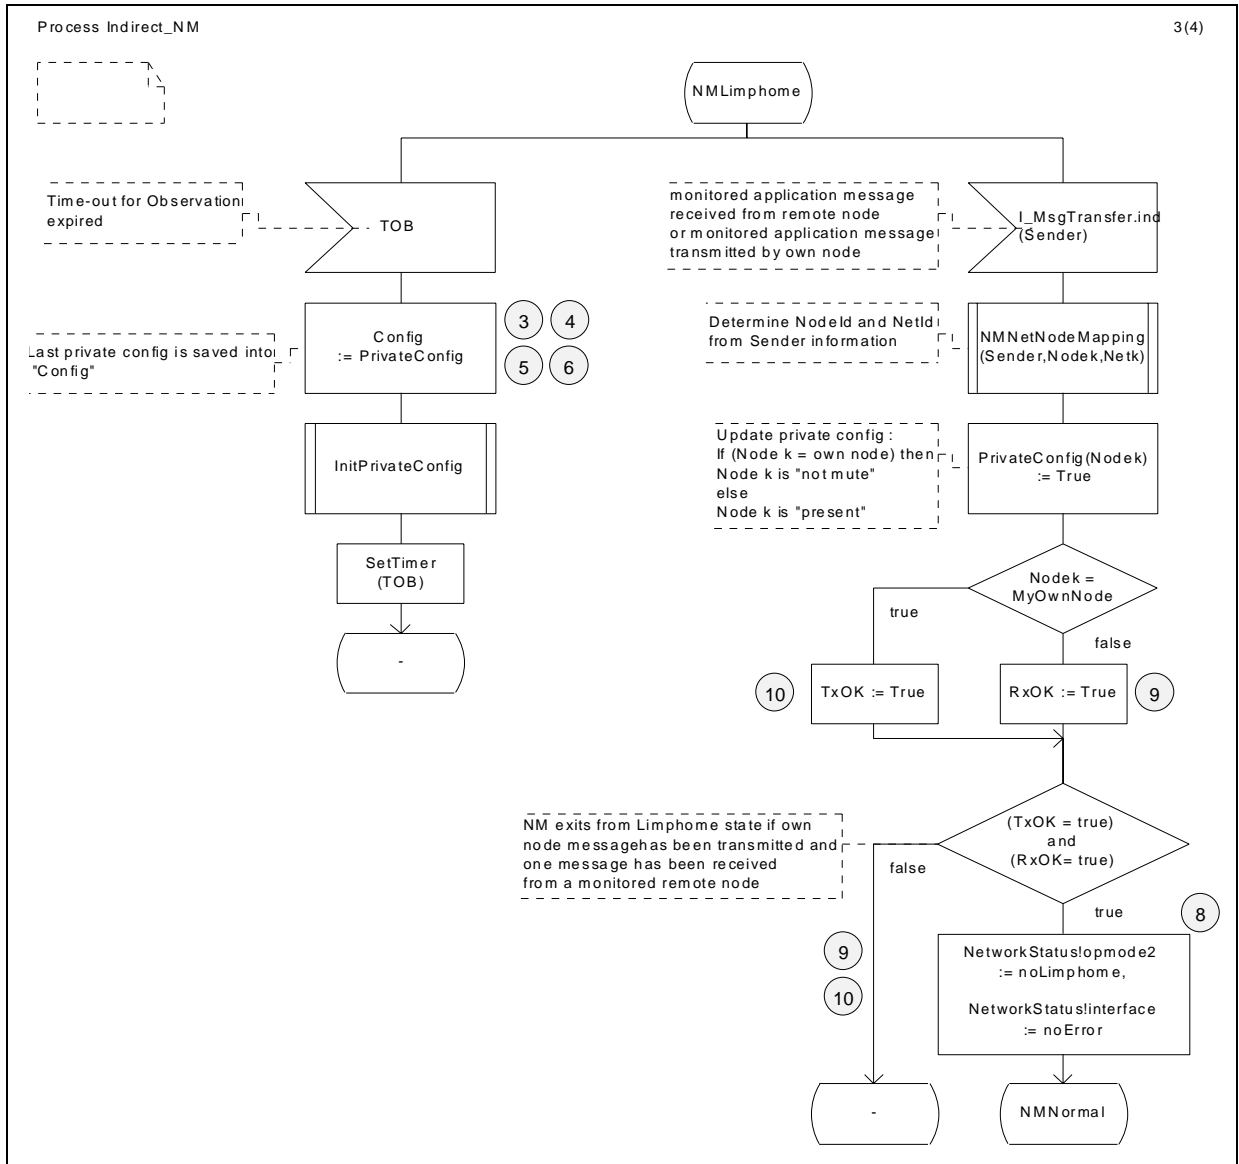 Process Indirect_NM
3(4)
NMLimphome
Time-out for Observation
expired
TOB
monitored application message
received from remote node
or monitored application message
transmitted by own node
I_MsgTransfer.ind
(Sender)
Config
:= PrivateConfig
3
4
5
6
Last private config is saved into
"Config"
Determine NodeId and NetId
from Sender information
NMNetNodeMapping
(Sender,Nodek,Netk)
InitPrivateConfig
Update private config :
If (Node k = own node) then
Node k is "not mute"
else
Node k is "present"
PrivateConfig(Nodek)
:= True
SetTimer
(TOB)
-
Nodek =
MyOwnNode
true
false
10
TxOK := True
RxOK := True
9
NM exits from Limphome state if own
node messagehas been transmitted and
one message has been received
from a monitored remote node
(TxOK = true)
and
(RxOK= true)
false
true
8
9
10
NetworkStatus!opmode2
:= noLimphome,
NetworkStatus!interface
:= noError
-
NMNormal